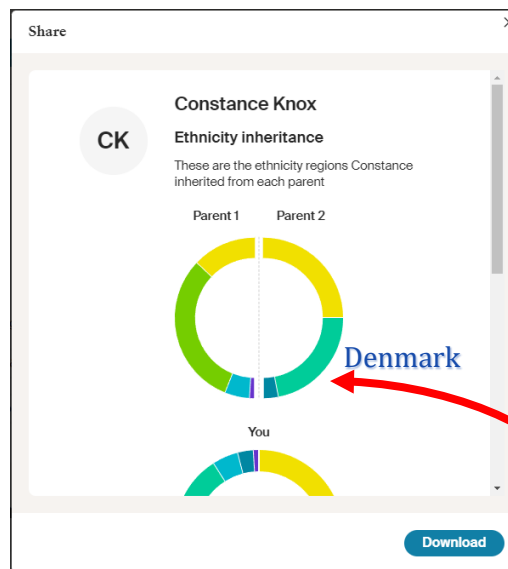 Share
Constance Knox
CK
Ethnicity inheritance
These are the ethnicity regions Constance
inherited from each parent
Parent 1 Parent 2
Denmark
You
Download